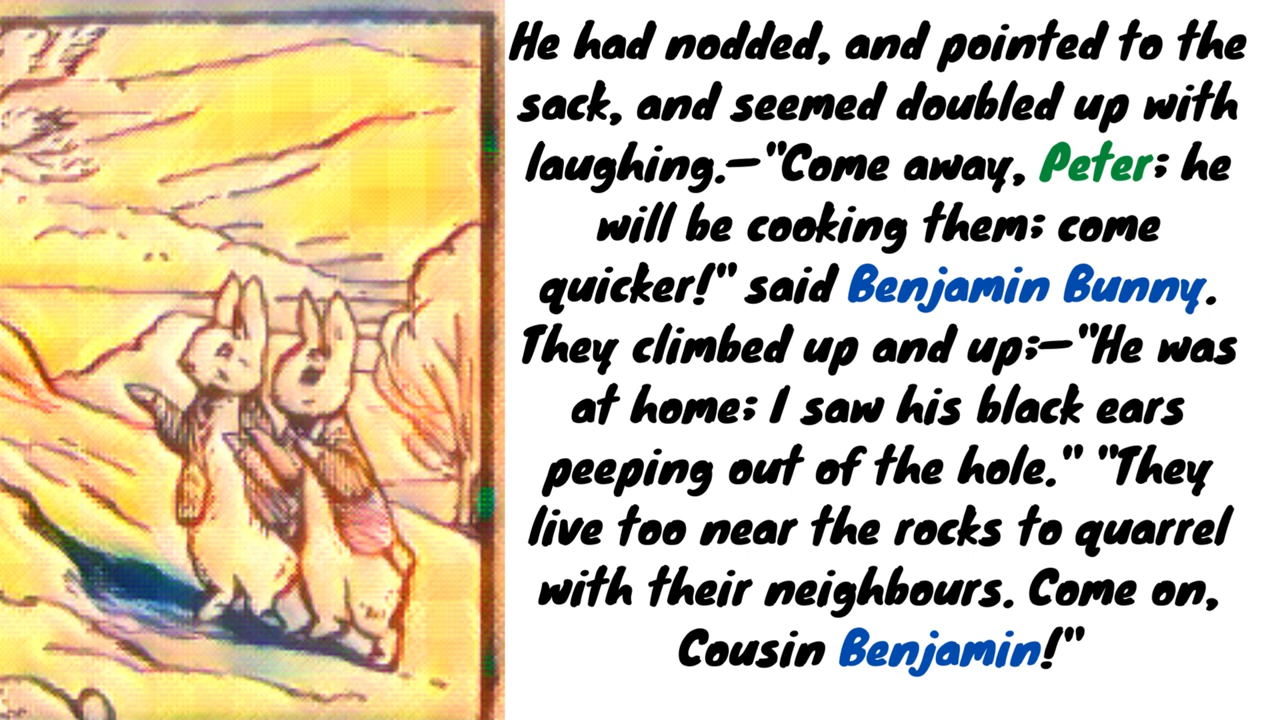 He had nodded, and pointed to the
sack, and seemed doubled up with
laughing.—"Come away, Peter; he
will be cooking them; come
quicker!" said Benjamin Bunny.
They climbed up and up;—"He was
at home; I saw his black ears
peeping out of the hole." "They
live too near the rocks to quarrel
with their neighbours. Come on,
Cousin Benjamin!"